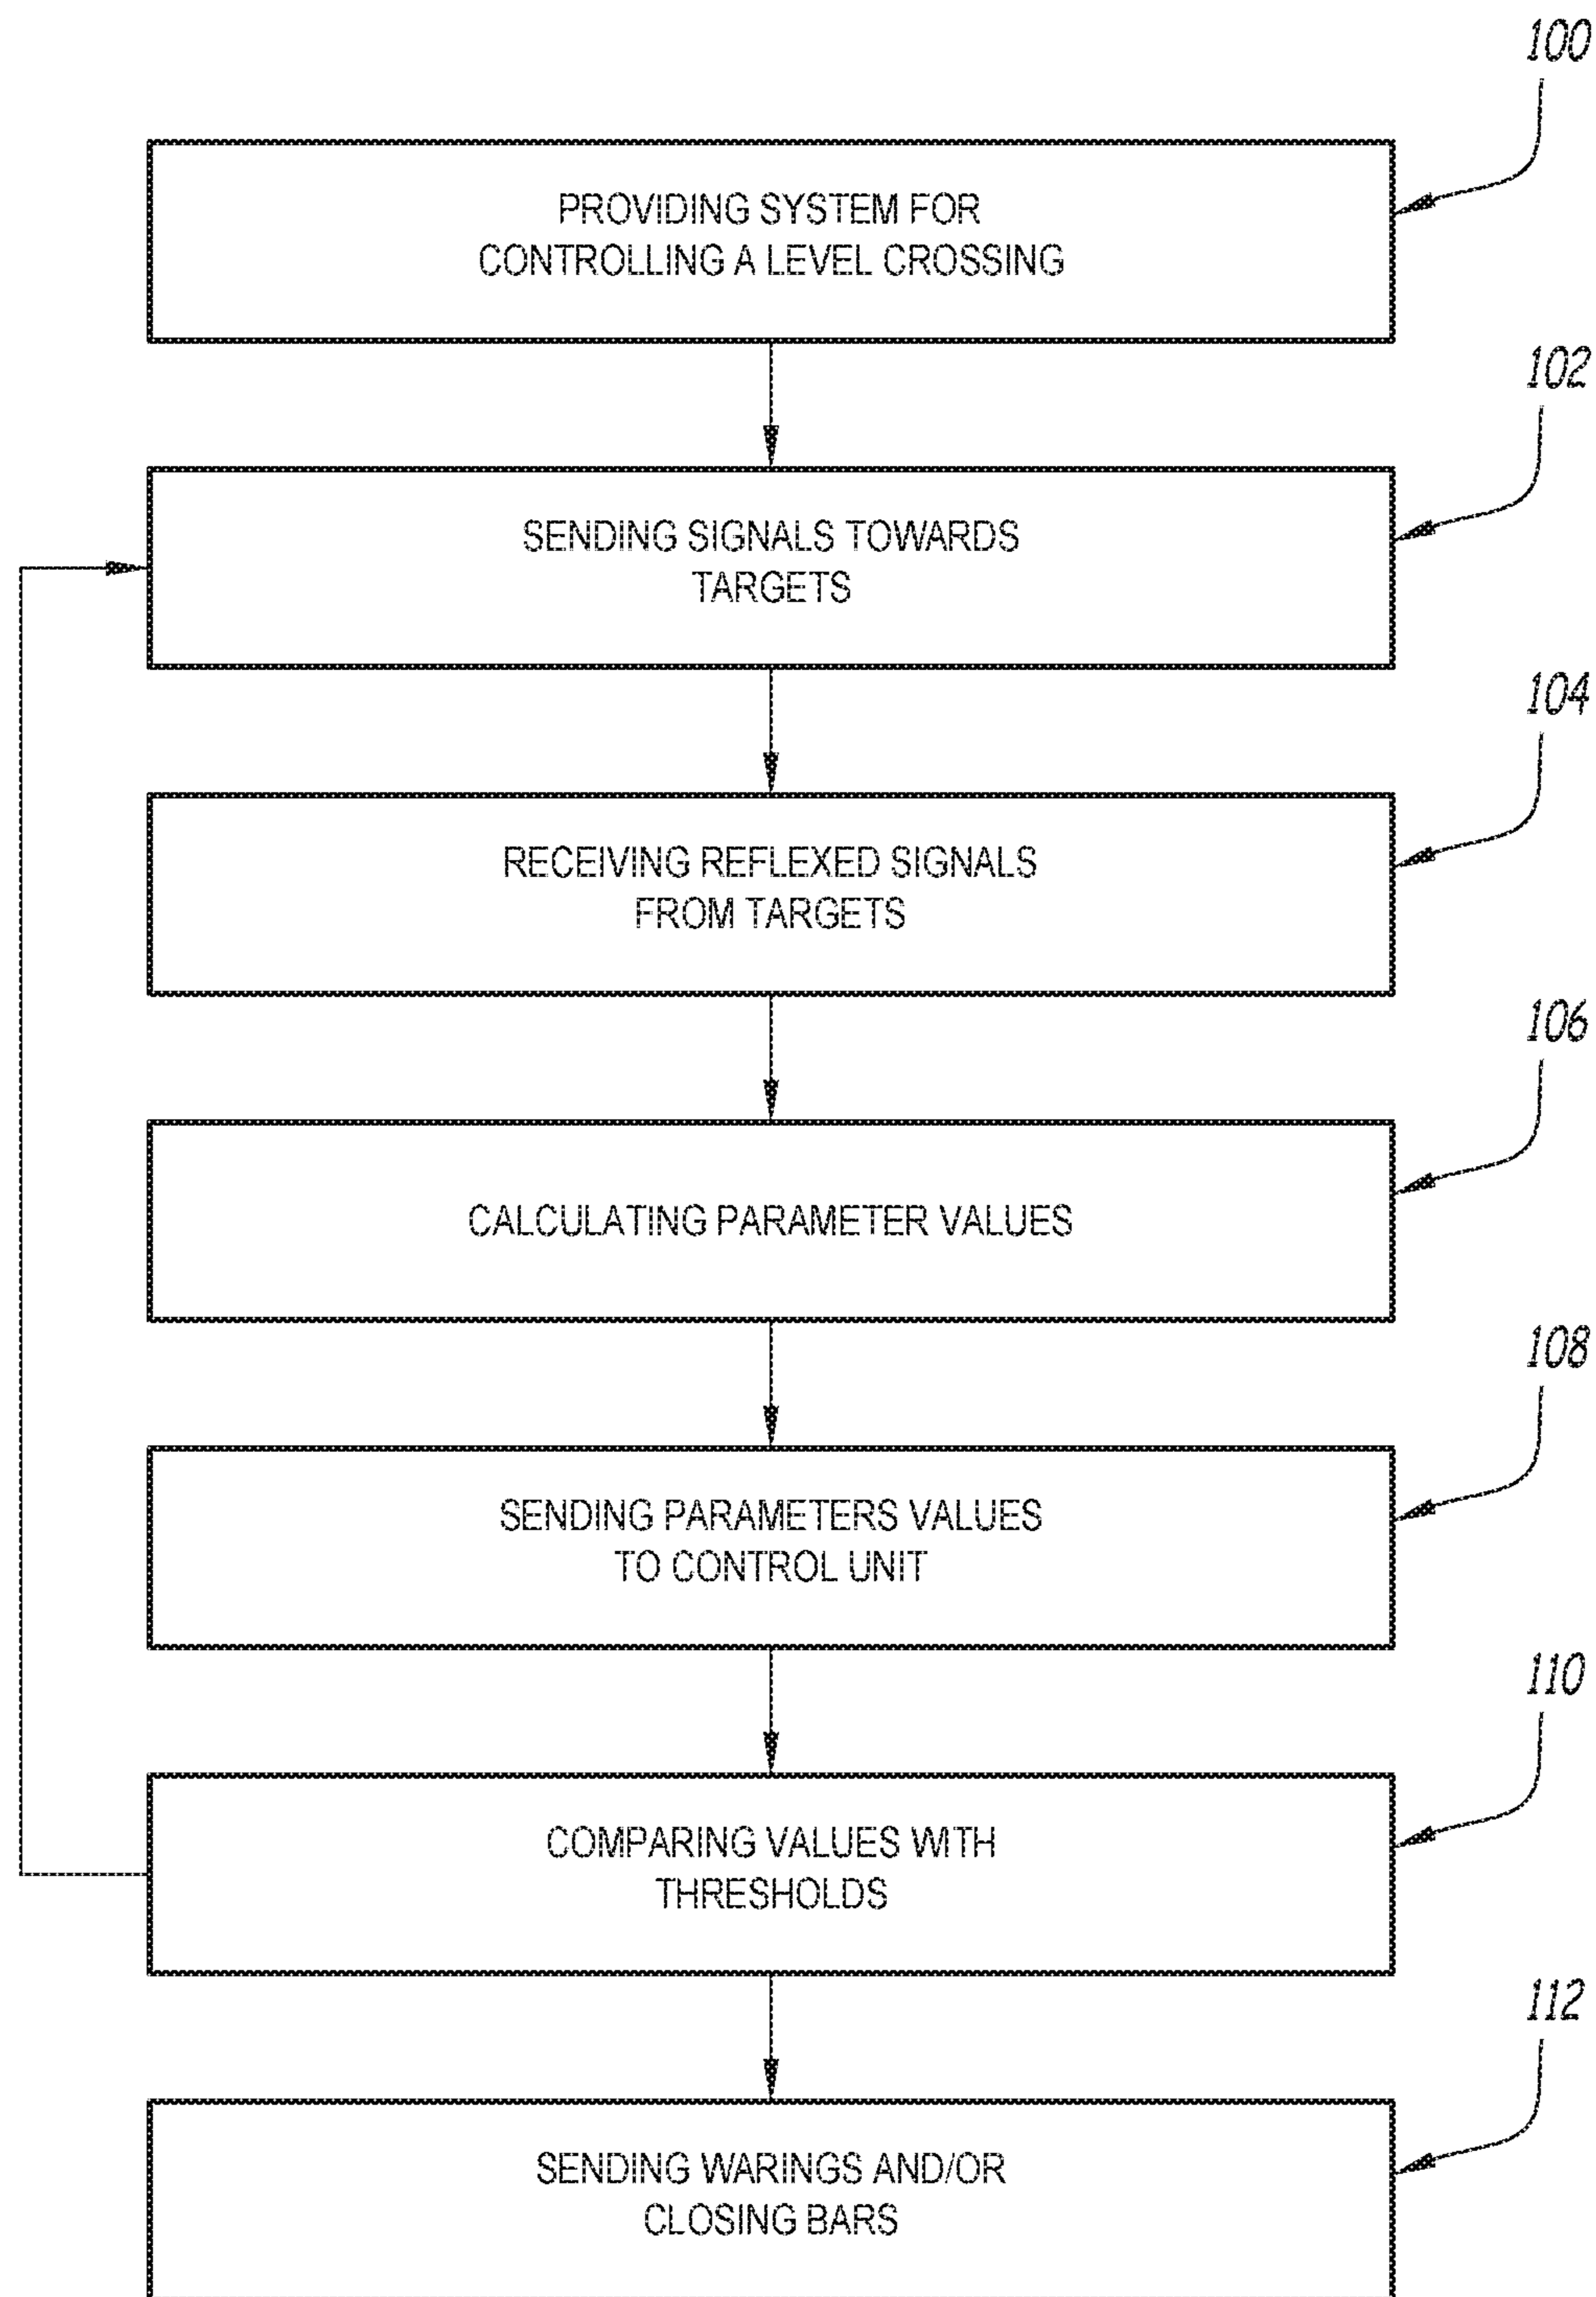 100
PROVIDING SYSTEM FOR
CONTROLLING A LEVEL CROSSING
102
SENDING SIGNALS TOWARDS
TARGETS
104
RECEIVING REFLEXED SIGNALS
FROM TARGETS
106
CALCULATING PARAMETER VALUES
108
SENDING PARAMETERS VALUES
TO CONTROL UNIT
110
COMPARING VALUES WITH
THRESHOLDS
112
SENDING WARINGS AND/OR
CLOSING BARS